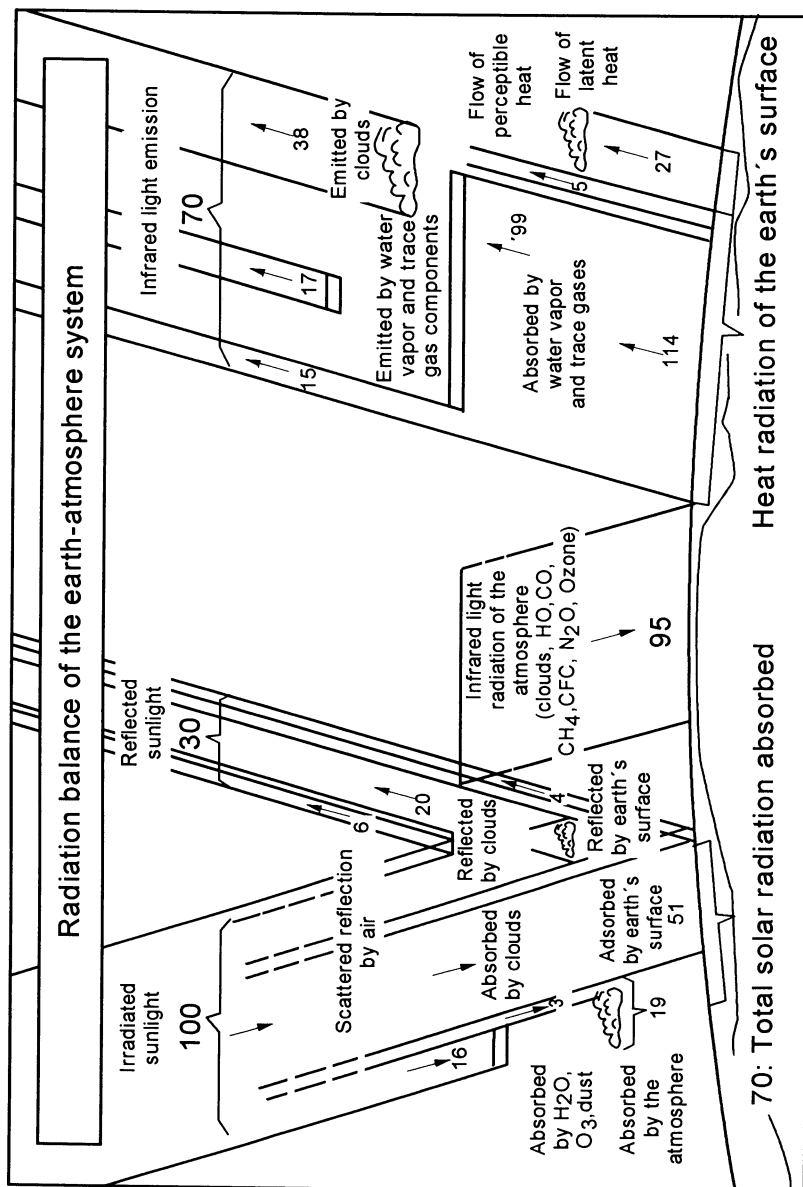 Radiation balance of the earth-atmosphere system
Irradiated
sunlight
100
Scattered reflection
by air
16
Absorbed
by H2O,
O3,dust
Absorbed by clouds
3
19
Absorbed
by the
atmosphere
Adsorbed
by earth´s
surface
51
Reflected
sunlight
30
6
20
Reflected
by clouds
4
Reflected
by earth´s
surface
Infrared light
radiation of the
atmosphere
(clouds, HO,CO,
CH4,CFC, N2O, Ozone)
95
Infrared light emission
70
15
17
38
Emitted by
clouds
Emitted by water
vapor and trace
gas components
Absorbed by
water vapor
and trace gases
99
114
Flow of
perceptible
heat
5
Flow of
latent
heat
27
70: Total solar radiation absorbed
Heat radiation of the earth´s surface